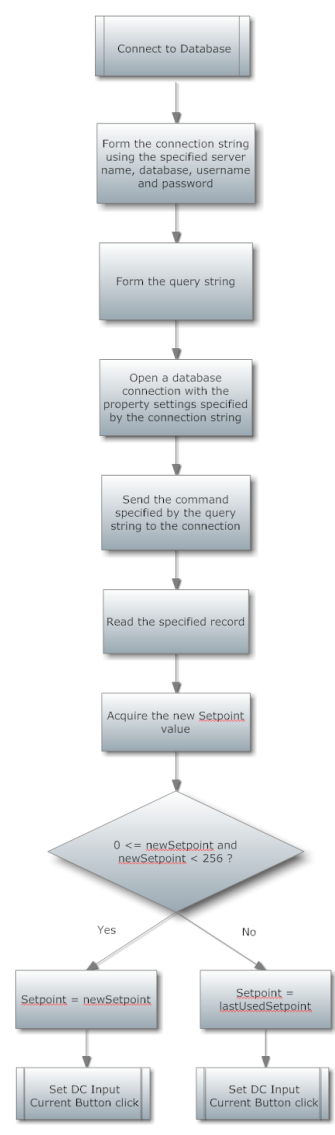 Connect to Database
Form the connection string
using the specified server
name, database, username
and password
Form the query string
Open a database
connection with the
property settings specified
by the connection string
Send the command
specified by the query
string to the connection
Read the specified record
Acquire the new Setpoint
value
0 <= newSetpoint and
newSetpoint < 256 ?
Yes
No
Setpoint = newSetpoint
Setpoint =
lastUsedSetpoint
Set DC Input
Current Button click
Set DC Input
Current Button click